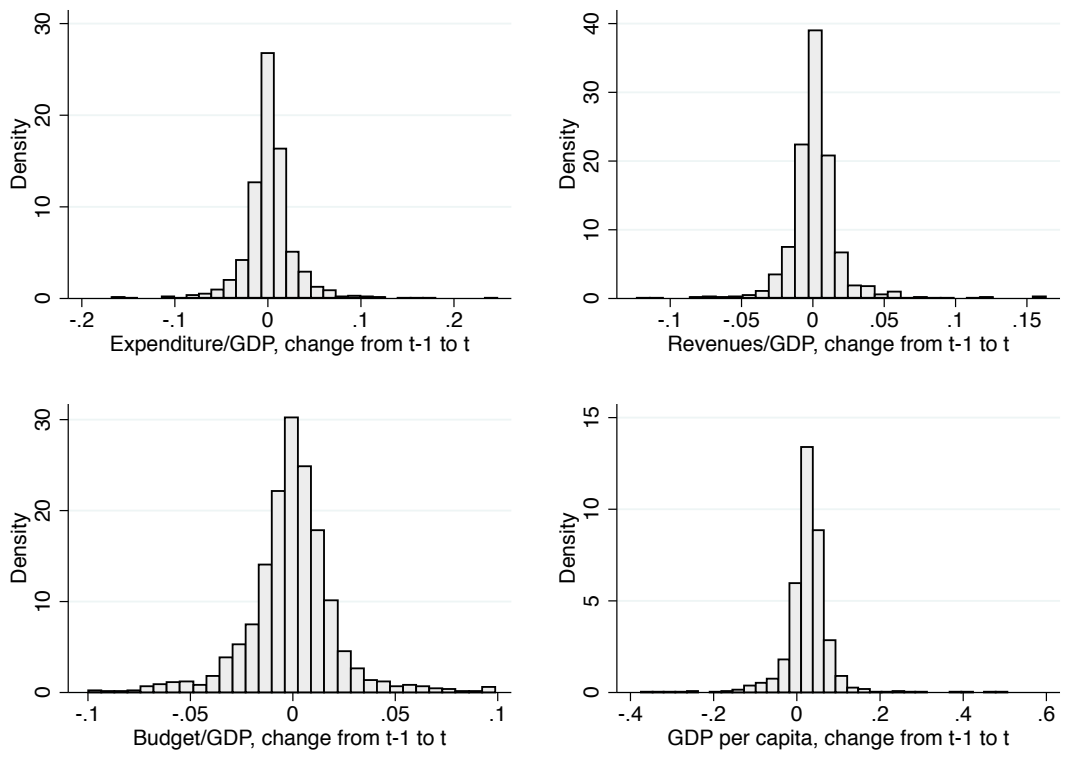 Density
0 10 20 30
-.2 -.1 0 .1 .2
Expenditure/GDP, change from t-1 to t
Density
0 10 20 30 40
-.1 -.05 0 .05 .1 .15
Revenues/GDP, change from t-1 to t
Density
0 10 20 30
-.1 -.05 0 .05 .1
Budget/GDP, change from t-1 to t
Density
0 5 10 15
-.4 -.2 0 .2 .4 .6
GDP per capita, change from t-1 to t